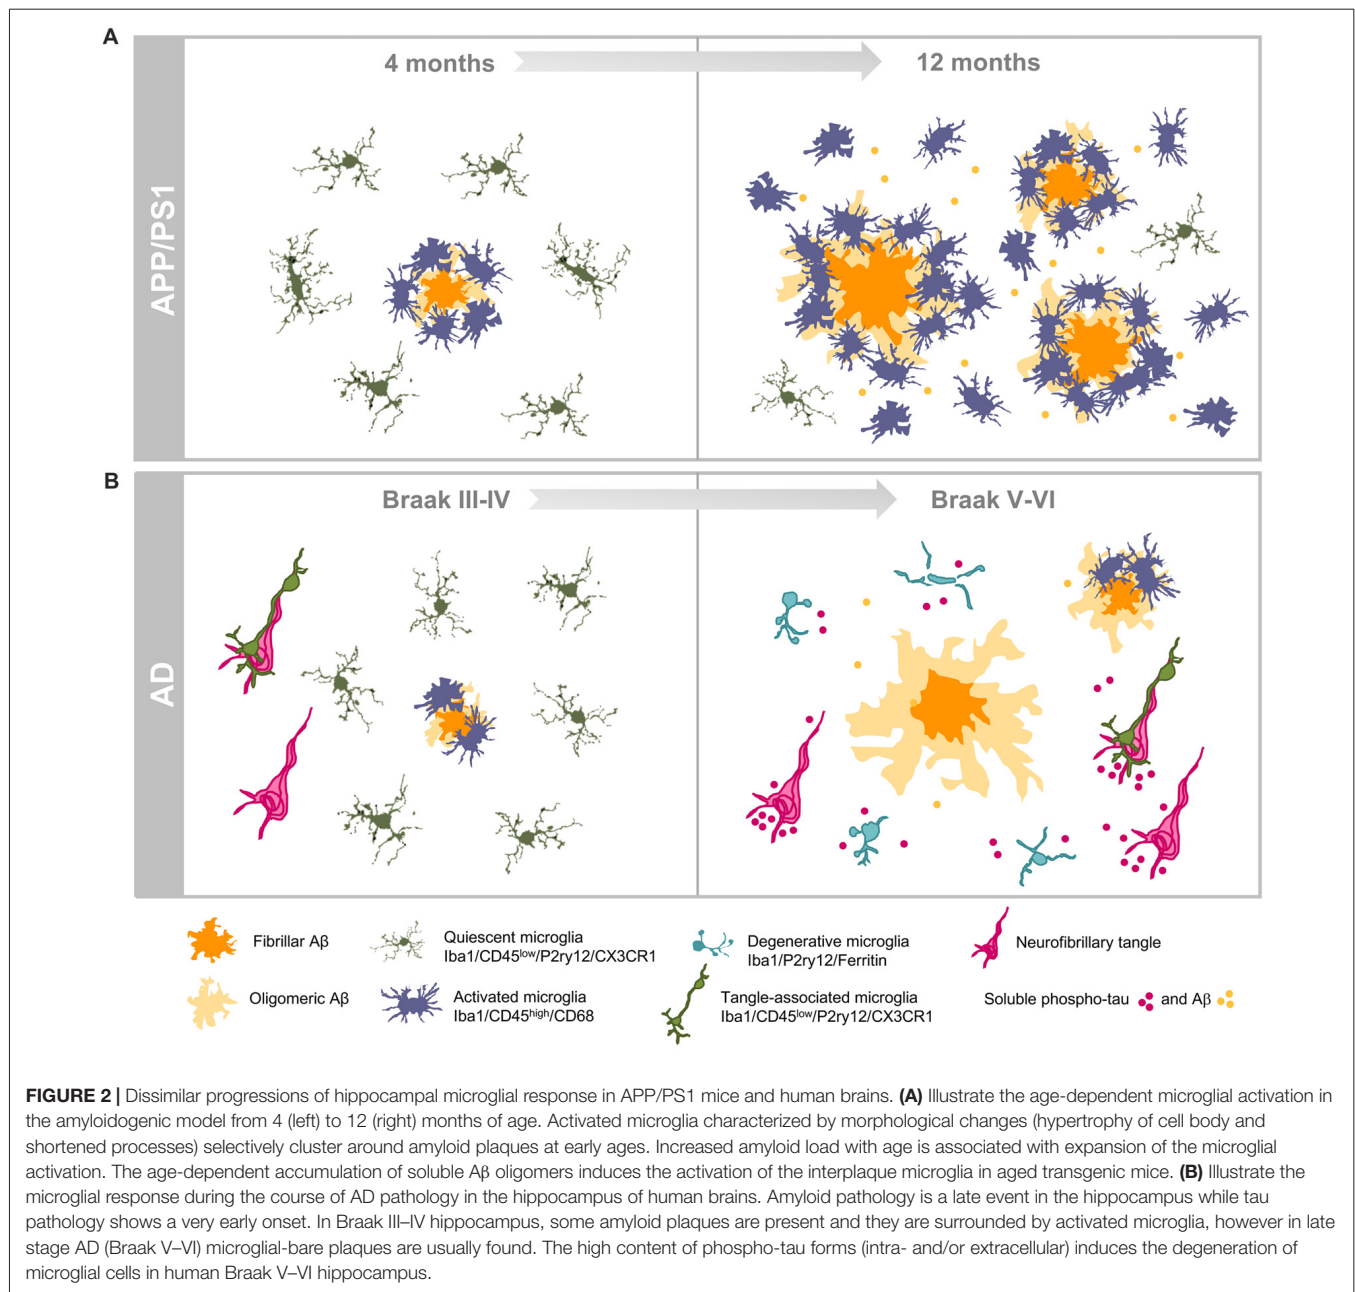 A
4 months
12 months
APP/PS1
B
Braak III-IV
Braak V-VI
AD
Fibrillar Aβ
Quiescent microglia
Iba1/CD45low/P2ry12/CX3CR1
Degenerative microglia
Iba1/P2ry12/Ferritin
Neurofibrillary tangle
Oligomeric Aβ
Activated microglia
Iba1/CD45high/CD68
Tangle-associated microglia
Iba1/CD45low/P2ry12/CX3CR1
Soluble phospho-tau and Aβ
FIGURE 2 | Dissimilar progressions of hippocampal microglial response in APP/PS1 mice and human brains. (A) Illustrate the age-dependent microglial activation in
the amyloidogenic model from 4 (left) to 12 (right) months of age. Activated microglia characterized by morphological changes (hypertrophy of cell body and
shortened processes) selectively cluster around amyloid plaques at early ages. Increased amyloid load with age is associated with expansion of the microglial
activation. The age-dependent accumulation of soluble Aβ oligomers induces the activation of the interplaque microglia in aged transgenic mice. (B) Illustrate the
microglial response during the course of AD pathology in the hippocampus of human brains. Amyloid pathology is a late event in the hippocampus while tau
pathology shows a very early onset. In Braak III–IV hippocampus, some amyloid plaques are present and they are surrounded by activated microglia, however in late
stage AD (Braak V–VI) microglial-bare plaques are usually found. The high content of phospho-tau forms (intra- and/or extracellular) induces the degeneration of
microglial cells in human Braak V–VI hippocampus.